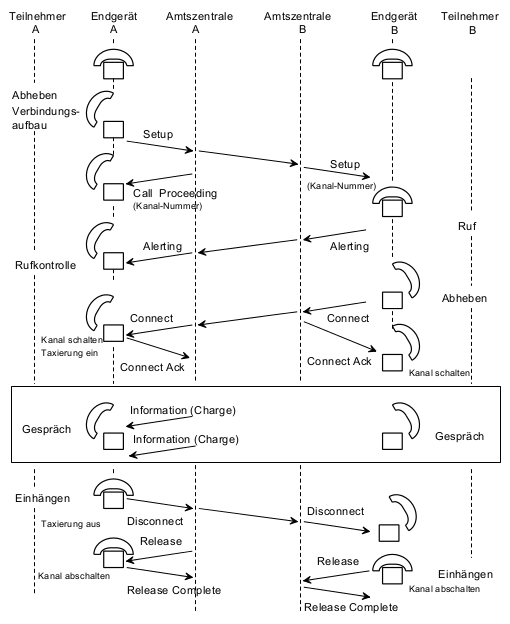 Teilnehmer A
Endgerät A
Amtszentrale A
Amtszentrale B
Endgerät B
Teilnehmer B
Abheben
Verbindungs-
aufbau
Setup
Setup
(Kanal-Nummer)
Call Proceeding
(Kanal-Nummer)
Ruf
Alerting
Alerting
Rufkontrolle
Abheben
Connect
Connect
Kanal schalten
Taxierung ein
Connect Ack
Connect Ack
Kanal schalten
Information (Charge)
Gespräch
Gespräch
Information (Charge)
Einhängen
Disconnect
Taxierung aus
Disconnect
Release
Release
Kanal abschalten
Einhängen
Release Complete
Kanal abschalten
Release Complete